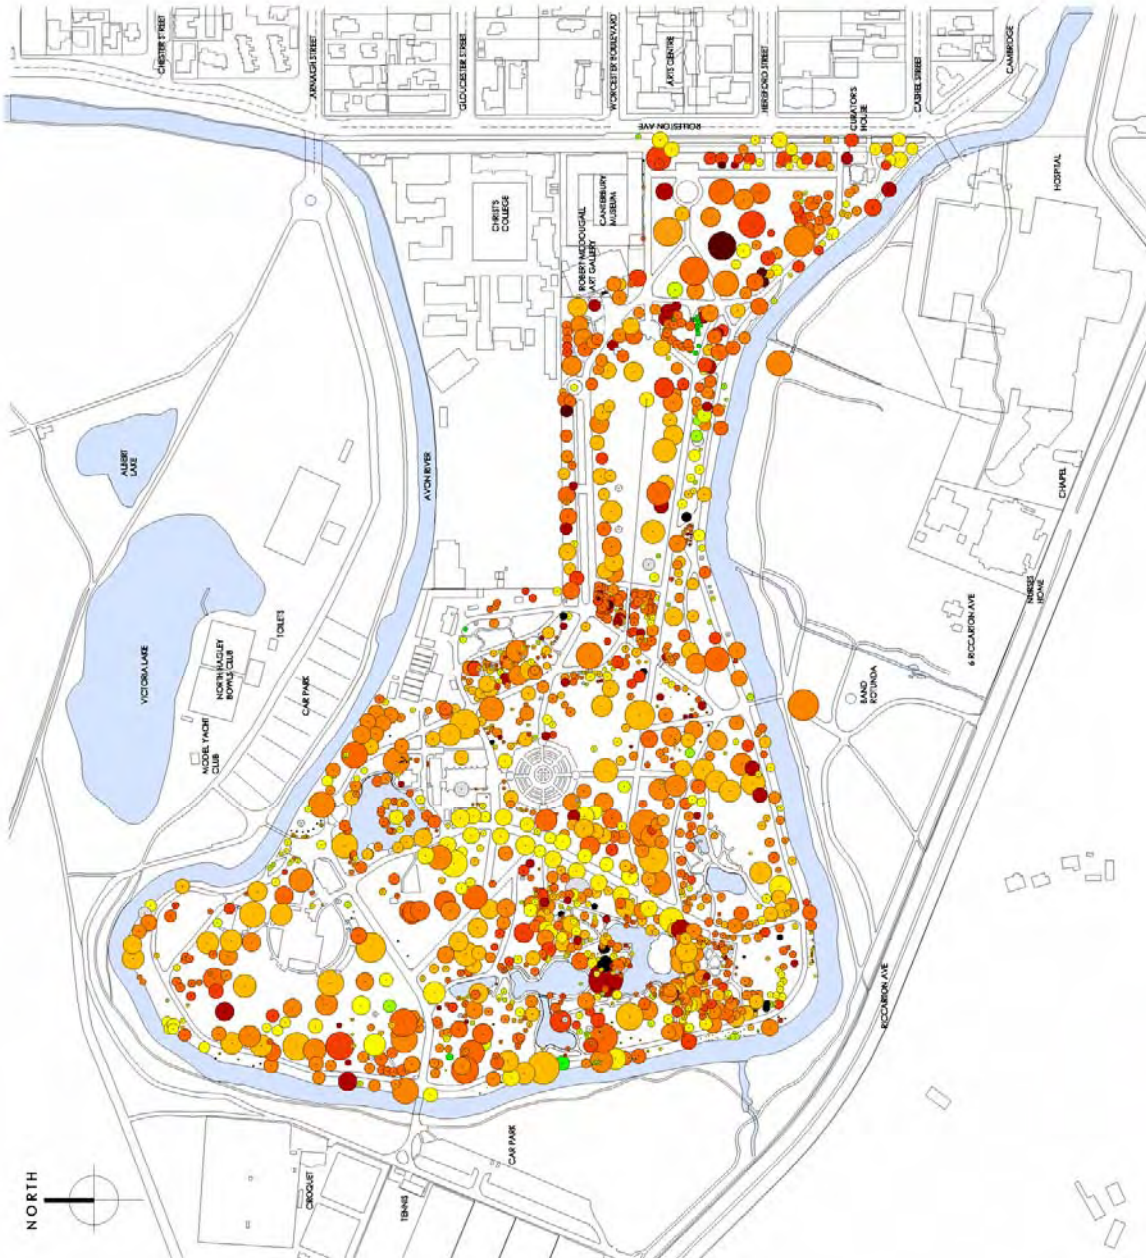 CHESTER STREET
ARMAGH STREET
GLOUCESTER STREET
WORCESTER BOULEVARD
ARTS CENTRE
HEREFORD STREET
CASHEL STREET
CAMBRIDGE
ROLLESTON AVE
CURATOR'S
HOUSE
HOSPITAL
CHRIST'S
COLLEGE
CANTERBURY
MUSEUM
ROBERT MCDOUGALL
ART GALLERY
ALBERT
LAKE
AVON RIVER
CHAPEL
NURSES
HOME
6 RICCARTON AVE
BAND
ROTUNDA
VICTORIA LAKE
NORTH HAGLEY
BOWLS CLUB
TOILETS
CAR PARK
MODEL YACHT
CLUB
RICCARTON AVE
CAR PARK
CROQUET
TENNIS
NORTH